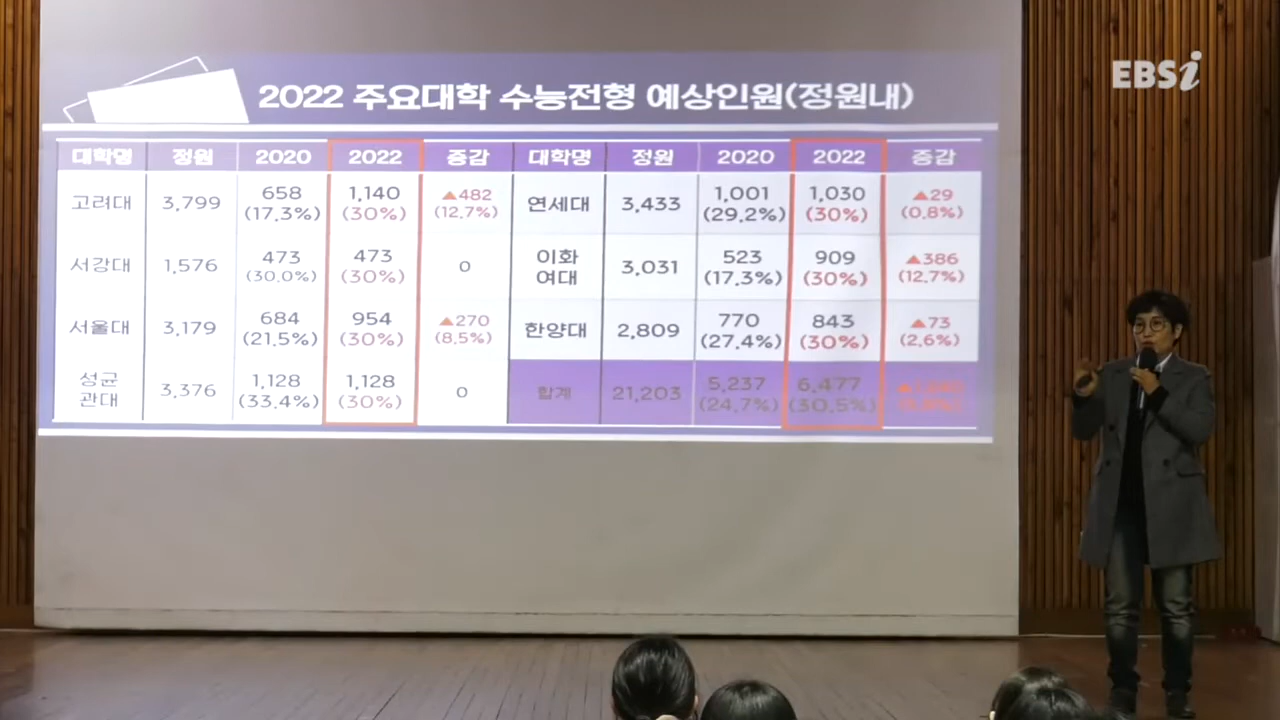 EBSi
2022 주요대학 수능전형 예상인원(정원내)
대학명 정원 2020 2022 증감 대학명 정원 2020 2022 증감
고려대 3,799 658 (17,3%) 1,140 (30%) ▲482 (12,7%) 연세대 3,433 1,001 (29,2%) 1,030 (30%) ▲29 (0,8%)
서강대 1,576 473 (30,0%) 473 (30%) 0 이화여대 3,031 523 (17.3%) 909 (30%) ▲386 (12,7%)
서울대 3,179 684 (21,5%) 954 (30%) ▲270 (8,5%) 한양대 2,809 770 (27,4%) 843 (30%) ▲73 (2,6%)
성균관대 3,376 1,128 (33,4%) 1,128 (30%) 0 합계 21,203 5,237 (24,7%) 6,477 (30,5%)